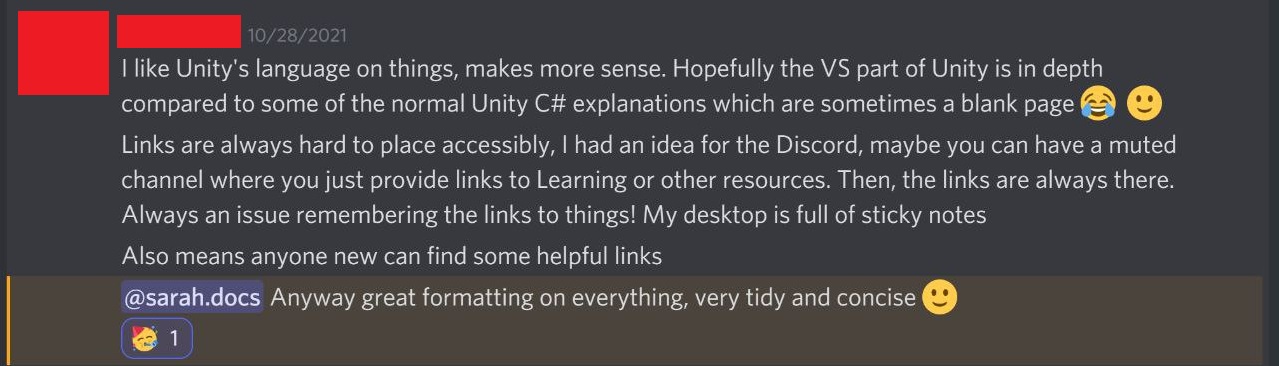 10/28/2021
I like Unity's language on things, makes more sense. Hopefully the VS part of Unity is in depth
compared to some of the normal Unity C# explanations which are sometimes a blank page 😂 🙂
Links are always hard to place accessibly, I had an idea for the Discord, maybe you can have a muted
channel where you just provide links to Learning or other resources. Then, the links are always there.
Always an issue remembering the links to things! My desktop is full of sticky notes
Also means anyone new can find some helpful links
@sarah.docs Anyway great formatting on everything, very tidy and concise 🙂
🥳 1